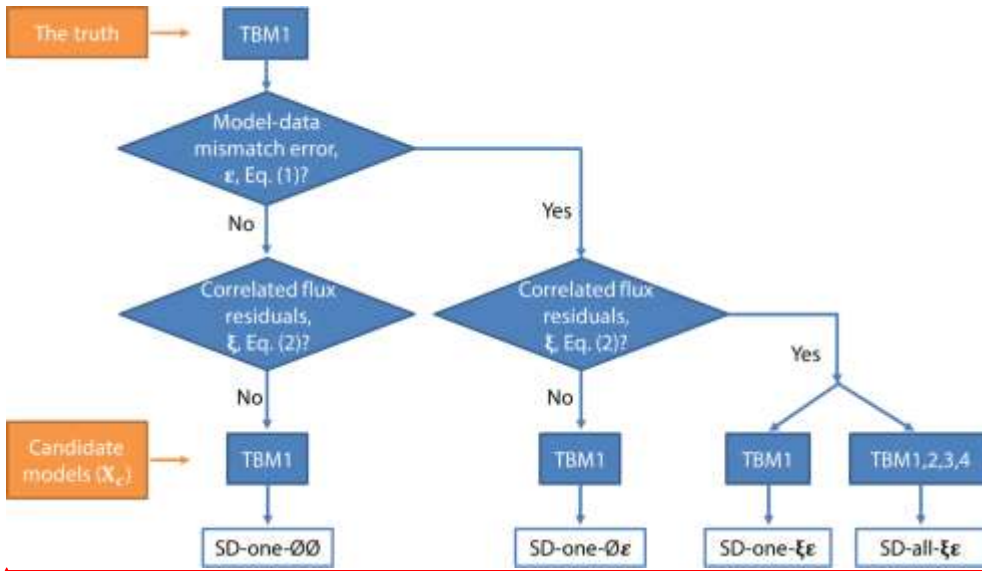 The truth
TBM1
Model-data
mismatch error,
ε, Eq. (1)?
No
Yes
Correlated flux
residuals,
ξ, Eq. (2)?
Correlated flux
residuals,
ξ, Eq. (2)?
Yes
No
No
Candidate
models (X_c)
TBM1
TBM1
TBM1
TBM1,2,3,4
SD-one-ØØ
SD-one-Øε
SD-one-ξε
SD-all-ξε